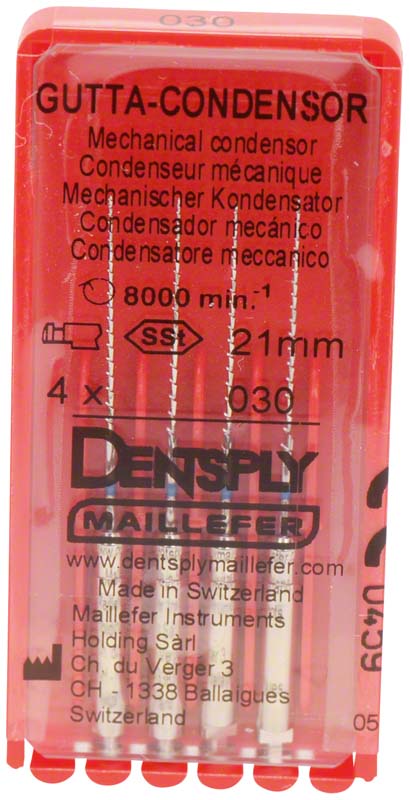 030
GUTTA-CONDENSOR
Mechanical condensor
Condenseur mécanique
Mechanischer Kondensator
Condensador mecánico
Condensatore meccanico
8000 min.-1
SSt 21mm
4 x 030
DENTSPLY
MAILLEFER
www.dentsplymaillefer.com
Made in Switzerland
Maillefer Instruments
Holding Sàrl
Ch. du Verger 3
CH - 1338 Ballaigues
Switzerland
0459
05